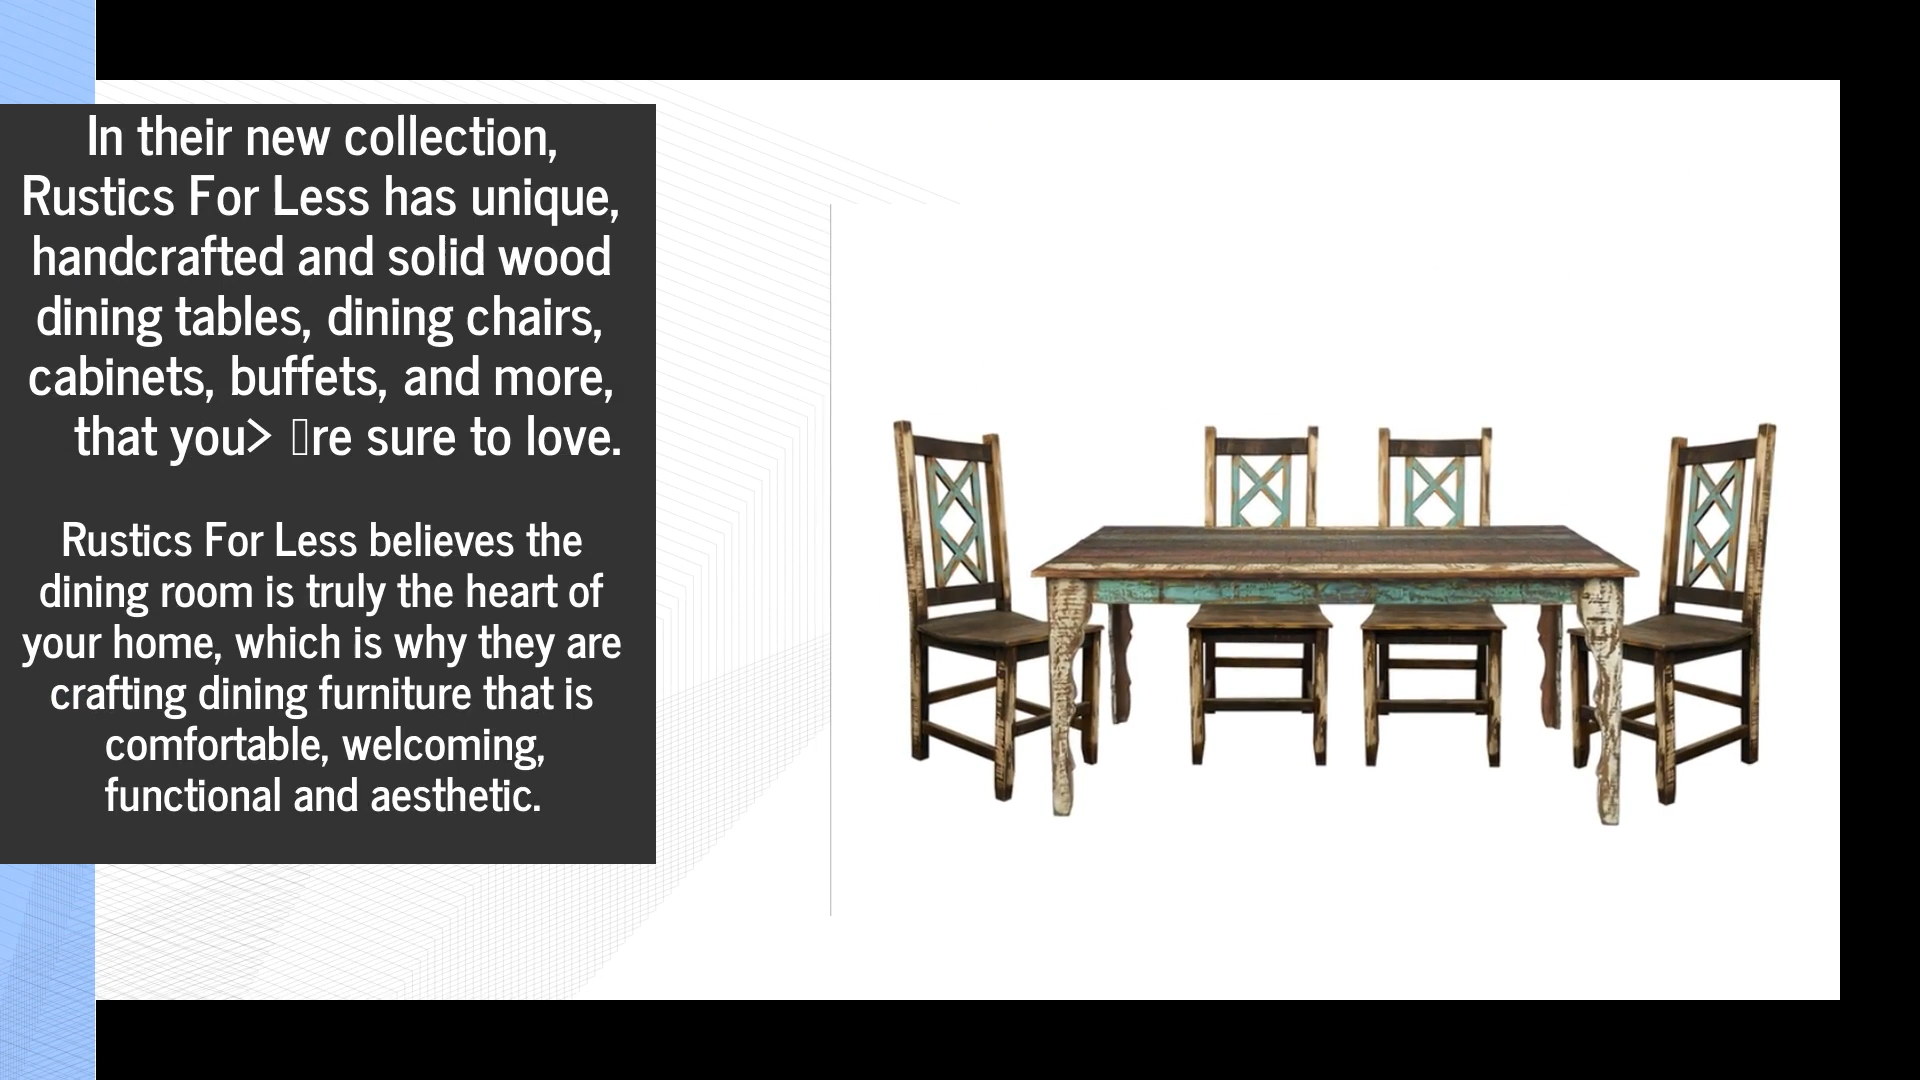 In their new collection,
Rustics For Less has unique,
handcrafted and solid wood
dining tables, dining chairs,
cabinets, buffets, and more,
that you> ▯re sure to love.
Rustics For Less believes the
dining room is truly the heart of
your home, which is why they are
crafting dining furniture that is
comfortable, welcoming,
functional and aesthetic.